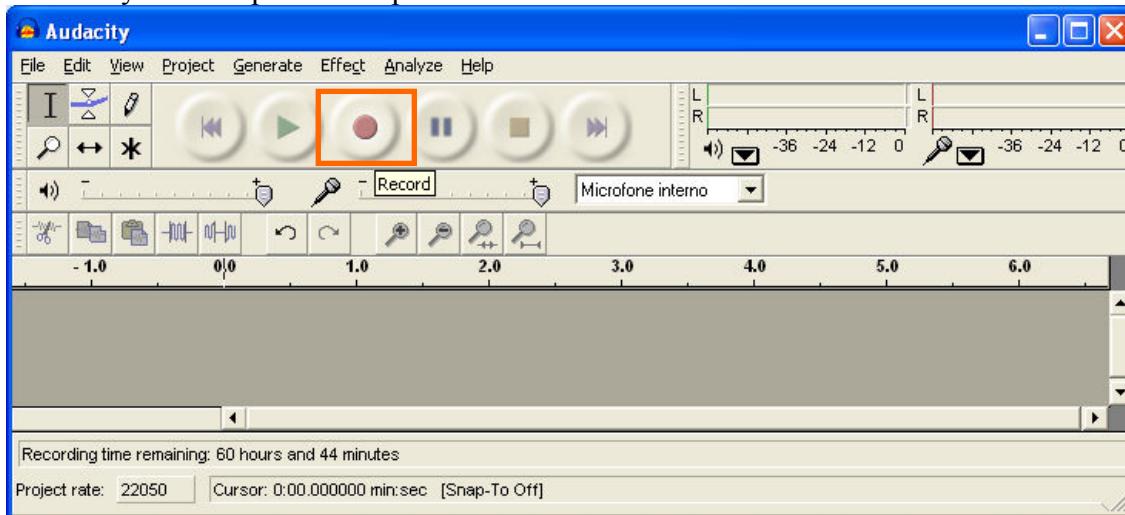 Audacity
File Edit View Project Generate Effect Analyze Help
L
R
-36 -24 -12 0
L
R
-36 -24 -12 0
Record
Microfone interno
- 1.0 0,0 1.0 2.0 3.0 4.0 5.0 6.0
Recording time remaining: 60 hours and 44 minutes
Project rate: 22050 Cursor: 0:00.000000 min:sec [Snap-To Off]